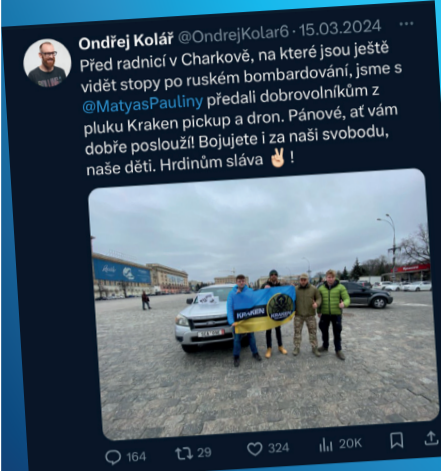 Ondřej Kolář @OndrejKolar6 · 15.03.2024 ···
Před radnicí v Charkově, na které jsou ještě
vidět stopy po ruském bombardování, jsme s
@MatyasPauliny předali dobrovolníkům z
pluku Kraken pickup a dron. Pánové, ať vám
dobře poslouží! Bojujete i za naši svobodu,
naše děti. Hrdinům sláva ✌🏻 !
KRAKEN KRAKEN
164 29 324 20K